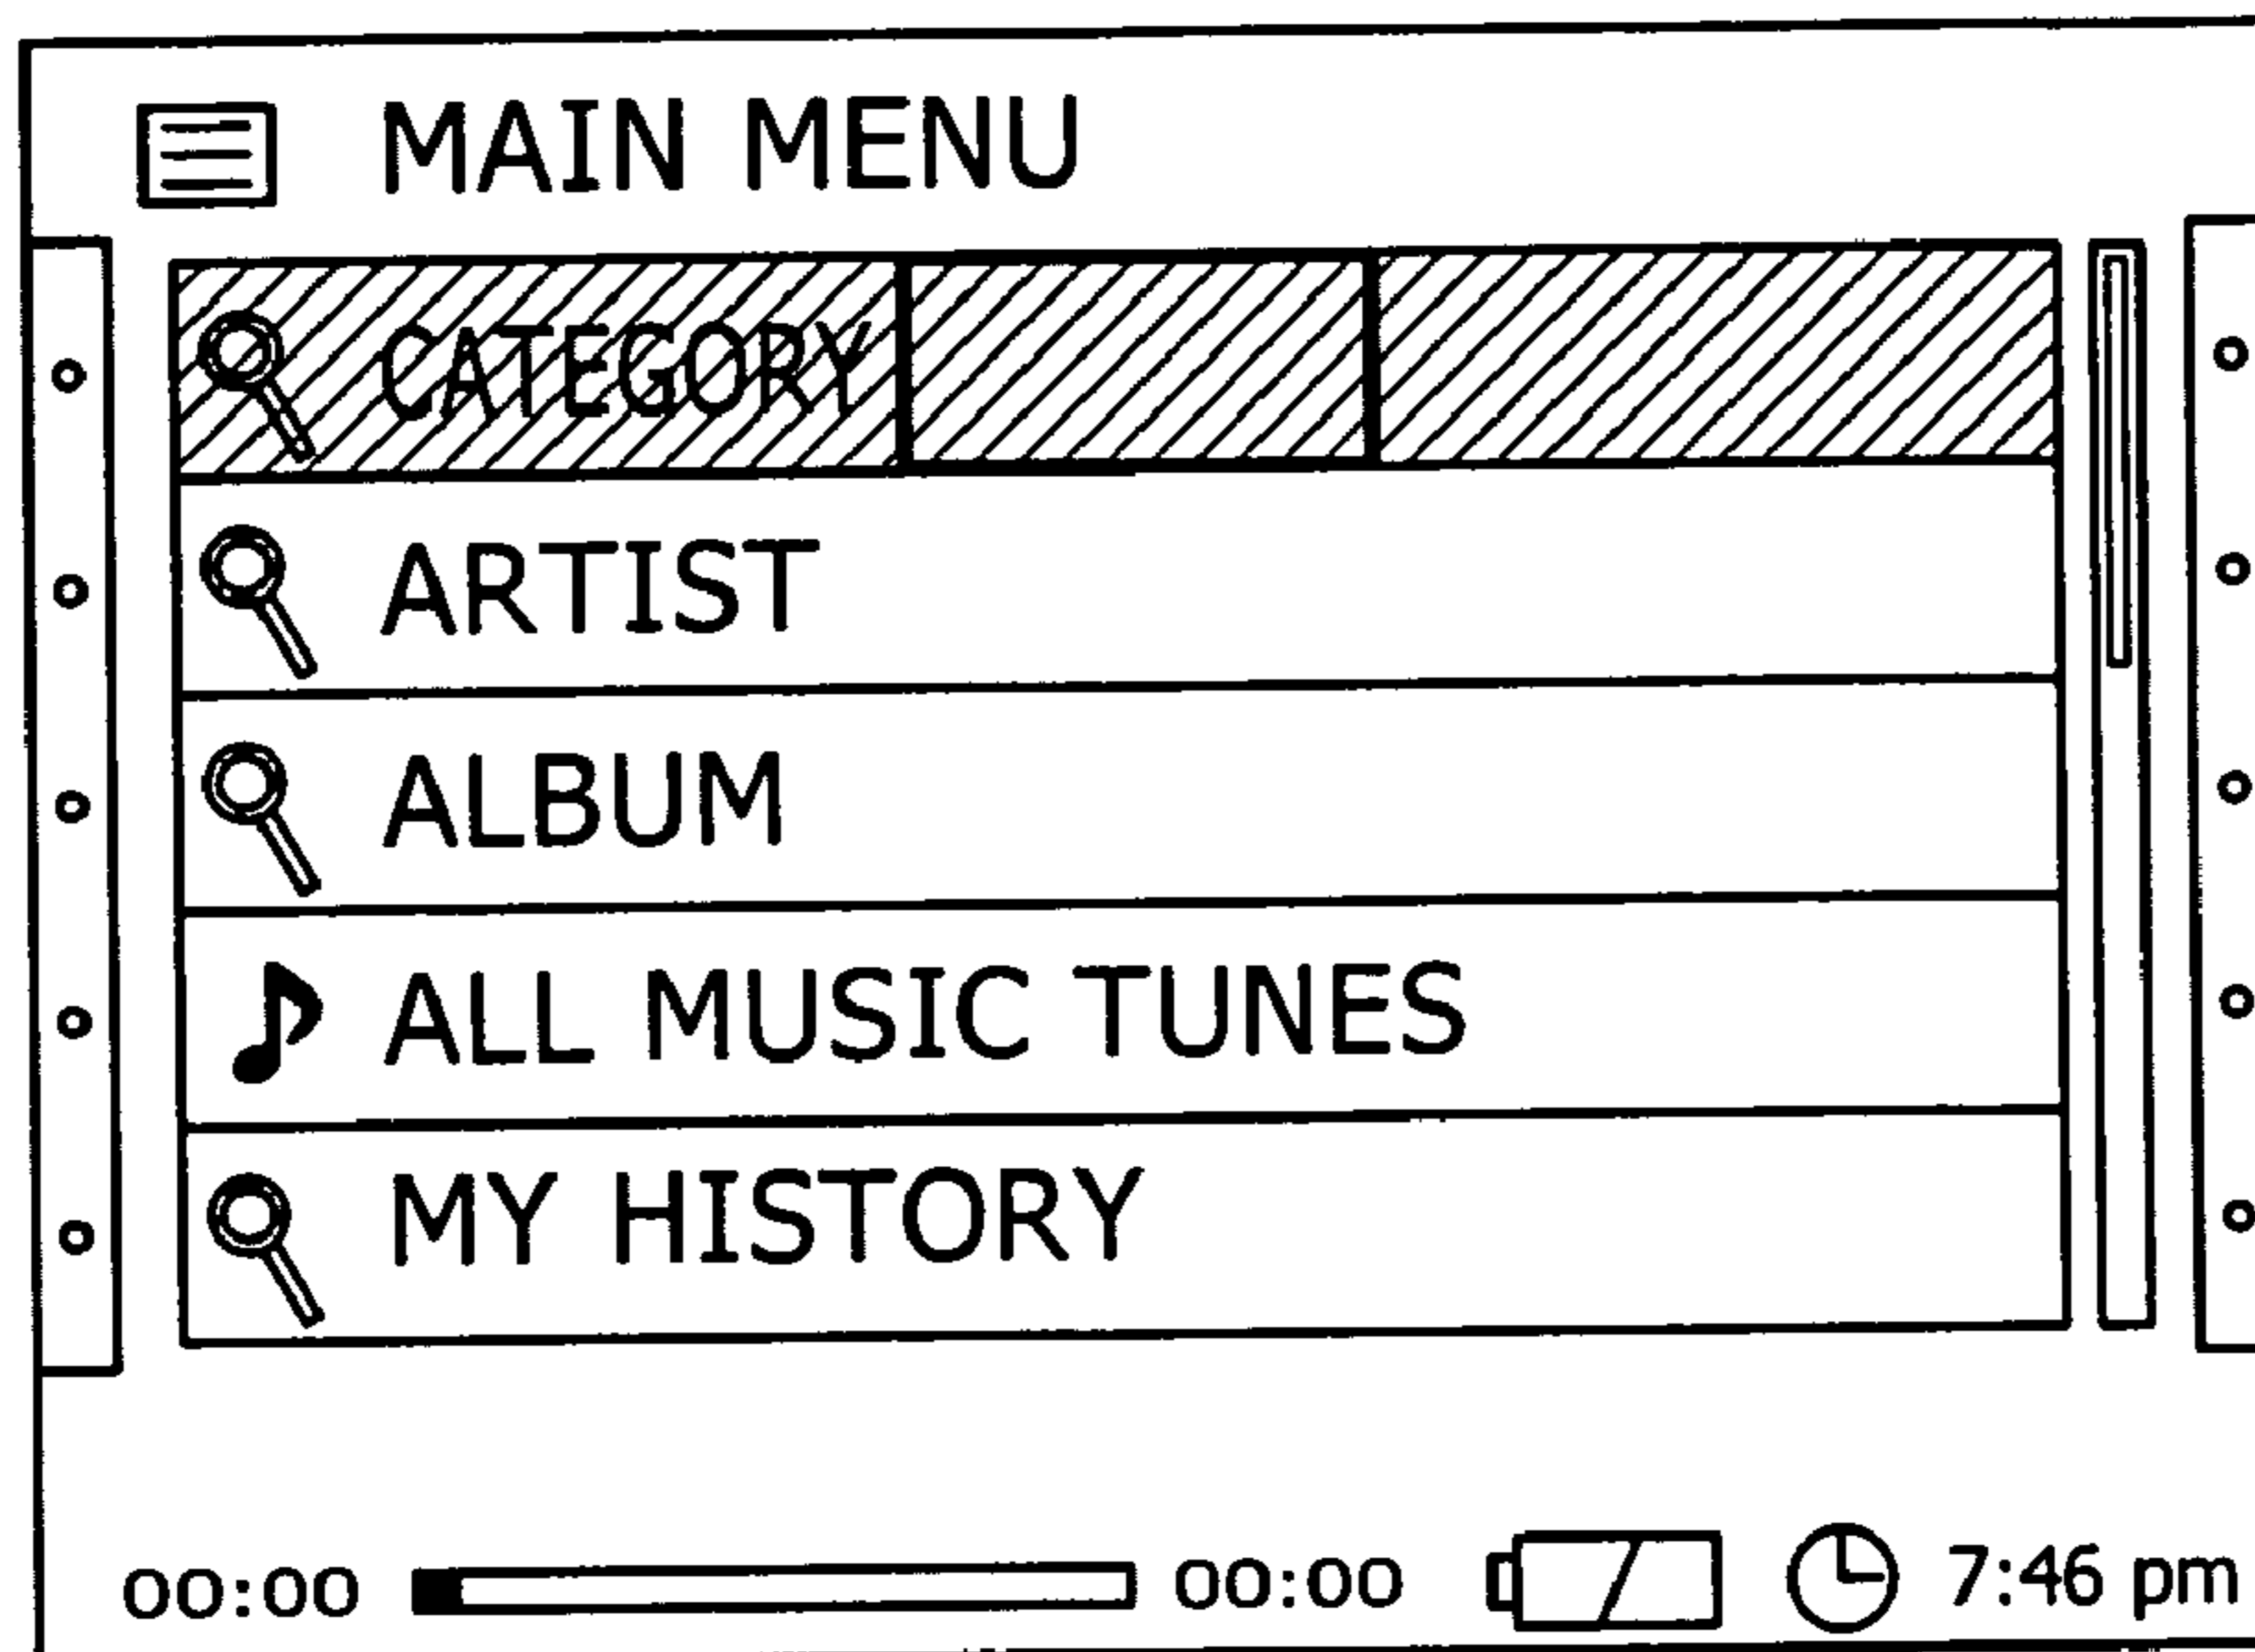 MAIN MENU
CATEGORY
ARTIST
ALBUM
ALL MUSIC TUNES
MY HISTORY
00:00 00:00 7:46 pm